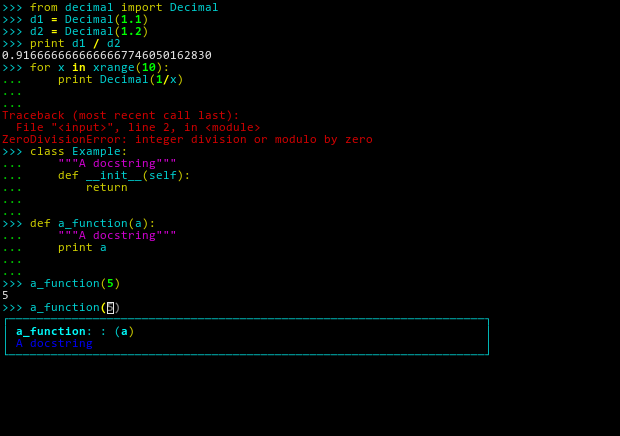 >>> from decimal import Decimal
>>> d1 = Decimal(1.1)
>>> d2 = Decimal(1.2)
>>> print d1 / d2
0.9166666666666667746050162830
>>> for x in xrange(10):
...     print Decimal(1/x)
...
...
Traceback (most recent call last):
  File "<input>", line 2, in <module>
ZeroDivisionError: integer division or modulo by zero
>>> class Example:
...     """A docstring"""
...     def __init__(self):
...         return
...
...
>>> def a_function(a):
...     """A docstring"""
...     print a
...
...
>>> a_function(5)
5
>>> a_function(5)
a_function: : (a)
A docstring